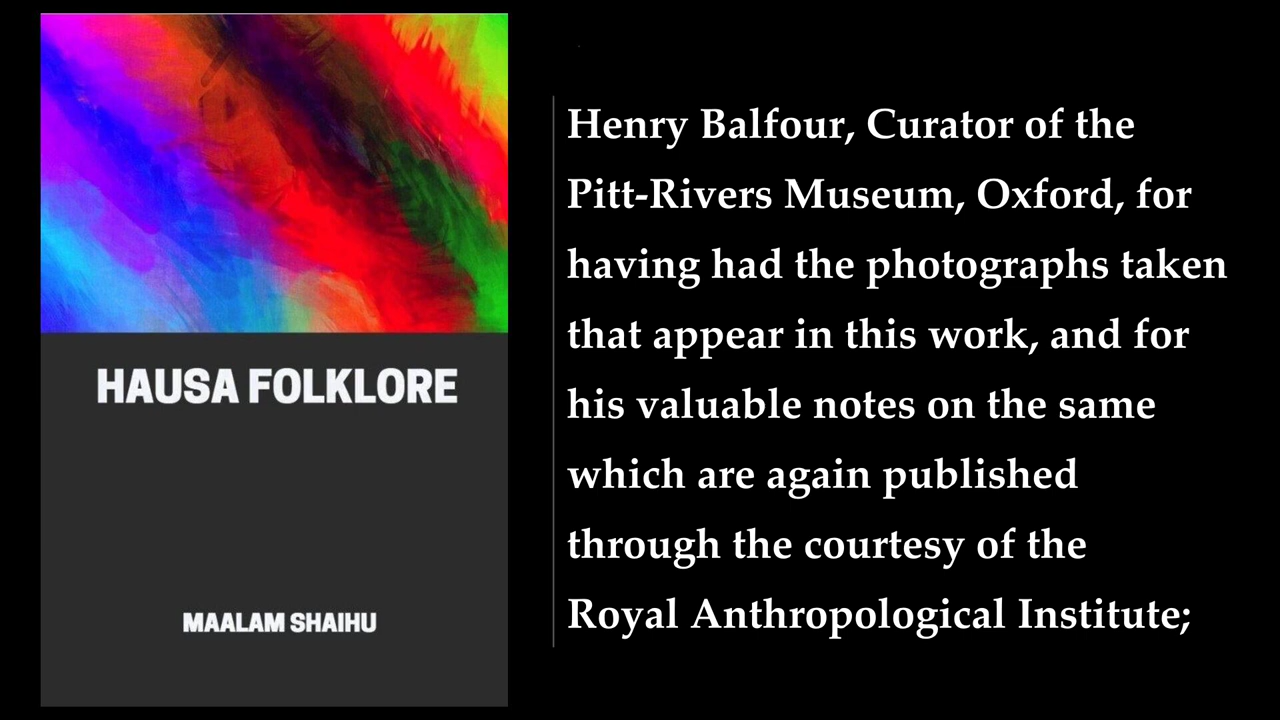 HAUSA FOLKLORE
MAALAM SHAIHU
Henry Balfour, Curator of the
Pitt-Rivers Museum, Oxford, for
having had the photographs taken
that appear in this work, and for
his valuable notes on the same
which are again published
through the courtesy of the
Royal Anthropological Institute;